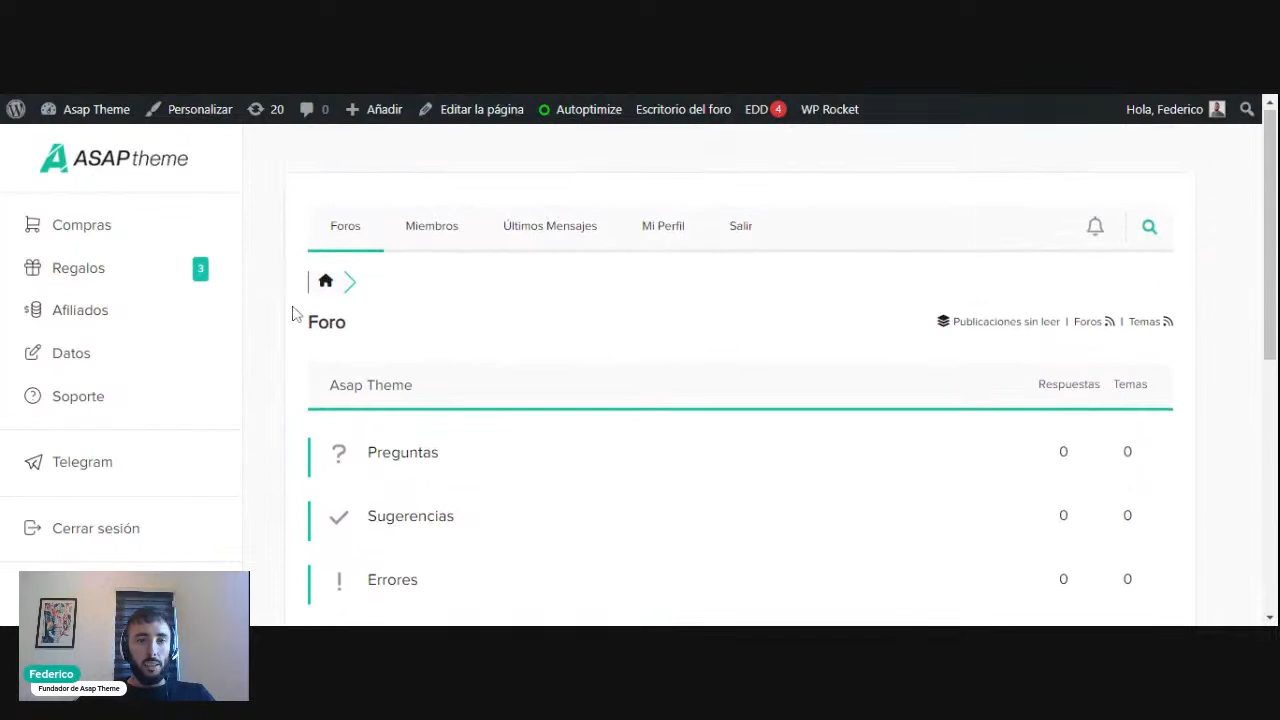 Asap Theme Personalizar 20 0 Añadir Editar la página Autoptimize Escritorio del foro EDD 4 WP Rocket Hola, Federico
ASAP theme
Compras
Regalos 3
Afiliados
Datos
Soporte
Telegram
Cerrar sesión
Foros Miembros Últimos Mensajes Mi Perfil Salir
Foro
Publicaciones sin leer | Foros | Temas
Asap Theme Respuestas Temas
Preguntas 0 0
Sugerencias 0 0
Errores 0 0
Federico
Fundador de Asap Theme